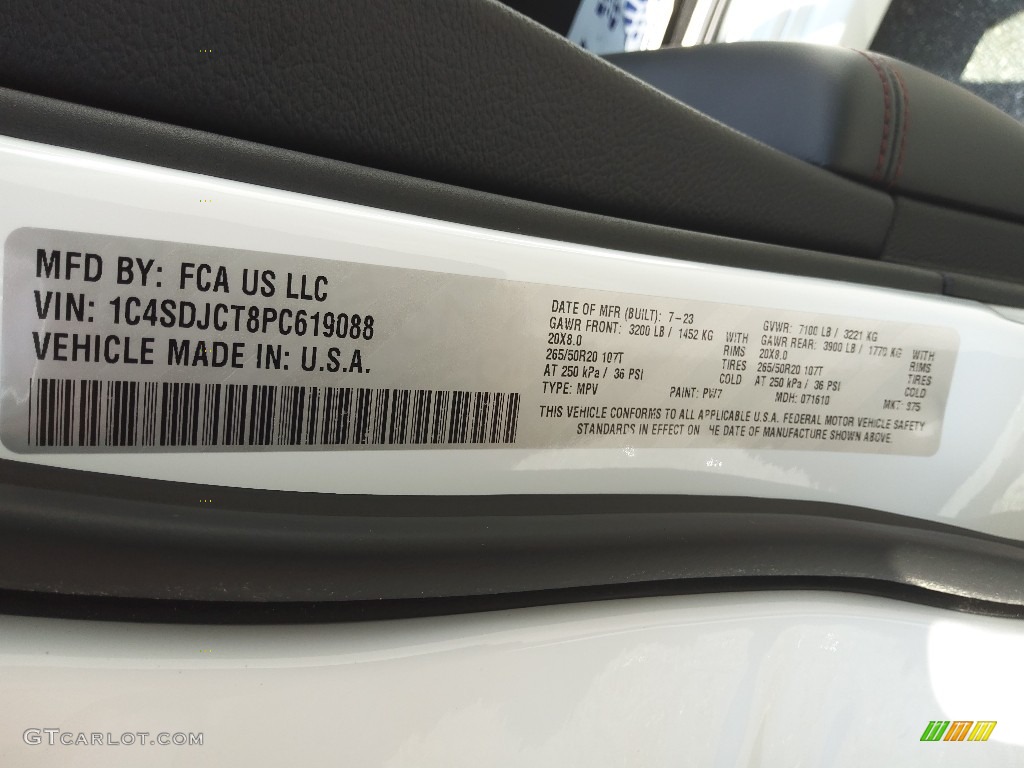 MFD BY: FCA US LLC
VIN: 1C4SDJCT8PC619088
VEHICLE MADE IN: U.S.A.
DATE OF MFR (BUILT): 7-23
GAWR FRONT: 3200 LB / 1452 KG WITH
20X8.0 RIMS
265/50R20 107T TIRES
AT 250 kPa / 36 PSI COLD
TYPE: MPV PAINT: PW7
GVWR: 7100 LB / 3221 KG
GAWR REAR: 3900 LB / 1770 KG WITH
20X8.0 RIMS
265/50R20 107T TIRES
AT 250 kPa / 36 PSI COLD
MDH: 071610 MKT: 975
THIS VEHICLE CONFORMS TO ALL APPLICABLE U.S.A. FEDERAL MOTOR VEHICLE SAFETY
STANDARDS IN EFFECT ON HE DATE OF MANUFACTURE SHOWN ABOVE.
GTCARLOT.COM